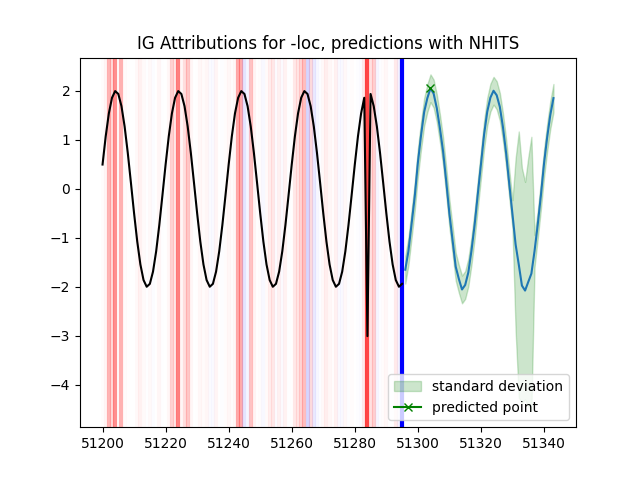 IG Attributions for -loc, predictions with NHITS
2
1
0
−1
−2
−3
−4
standard deviation
predicted point
51200 51220 51240 51260 51280 51300 51320 51340